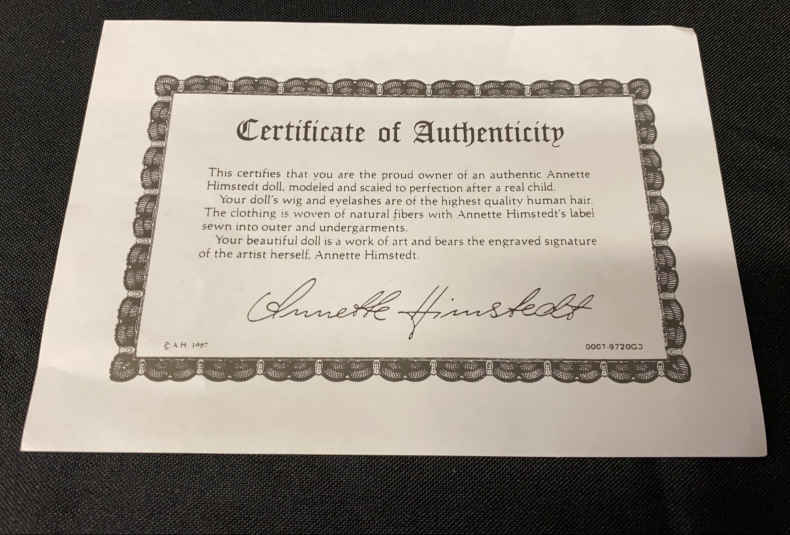 Certificate of Authenticity
This certifies that you are the proud owner of an authentic Annette
Himstedt doll, modeled and scaled to perfection after a real child.
Your doll's wig and eyelashes are of the highest quality human hair.
The clothing is woven of natural fibers with Annette Himstedt's label
sewn into outer and undergarments.
Your beautiful doll is a work of art and bears the engraved signature
of the artist herself, Annette Himstedt.
Annette Himstedt
© A H